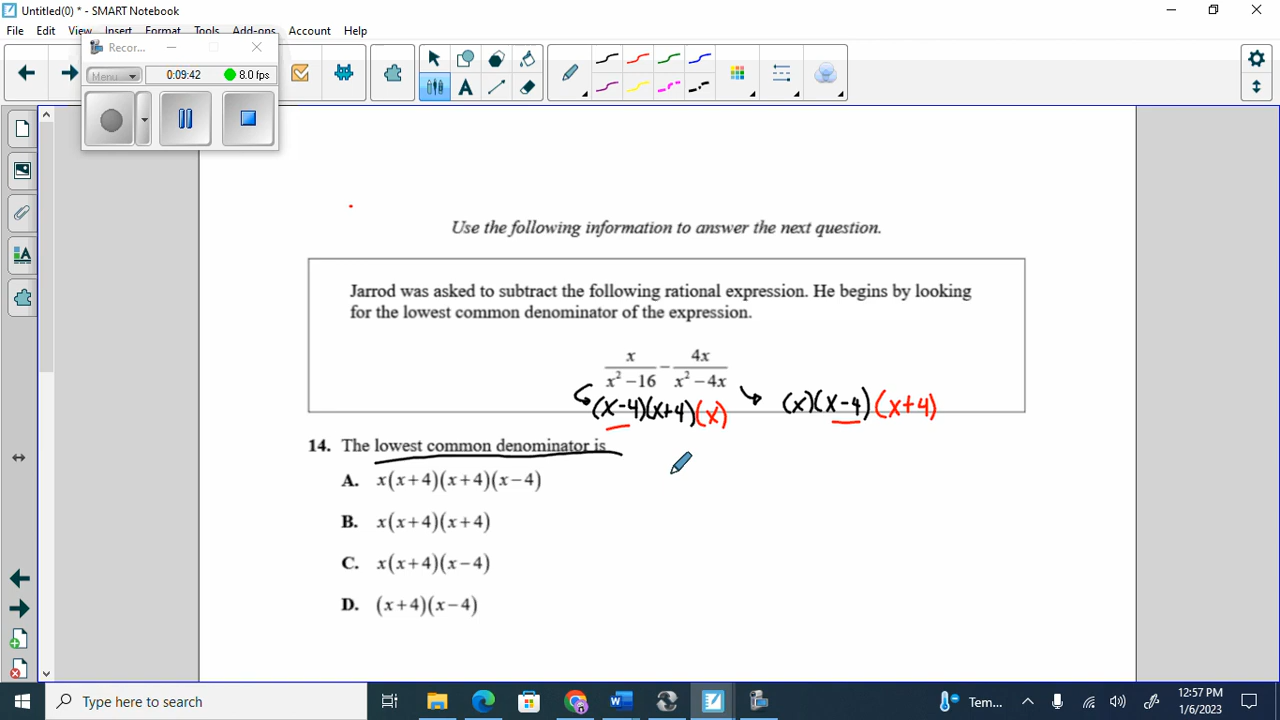 Untitled(0) * - SMART Notebook
File Edit View Insert Format Tools Add-ons Account Help
Recor...
Menu 0:09:42 8.0 fps
Use the following information to answer the next question.
Jarrod was asked to subtract the following rational expression. He begins by looking
for the lowest common denominator of the expression.
x/(x² − 16) − 4x/(x² − 4x)
(x-4)(x+4)(x) (x)(x-4)(x+4)
14. The lowest common denominator is
A. x(x+4)(x+4)(x−4)
B. x(x+4)(x+4)
C. x(x+4)(x−4)
D. (x+4)(x−4)
Type here to search
Tem...
12:57 PM
1/6/2023